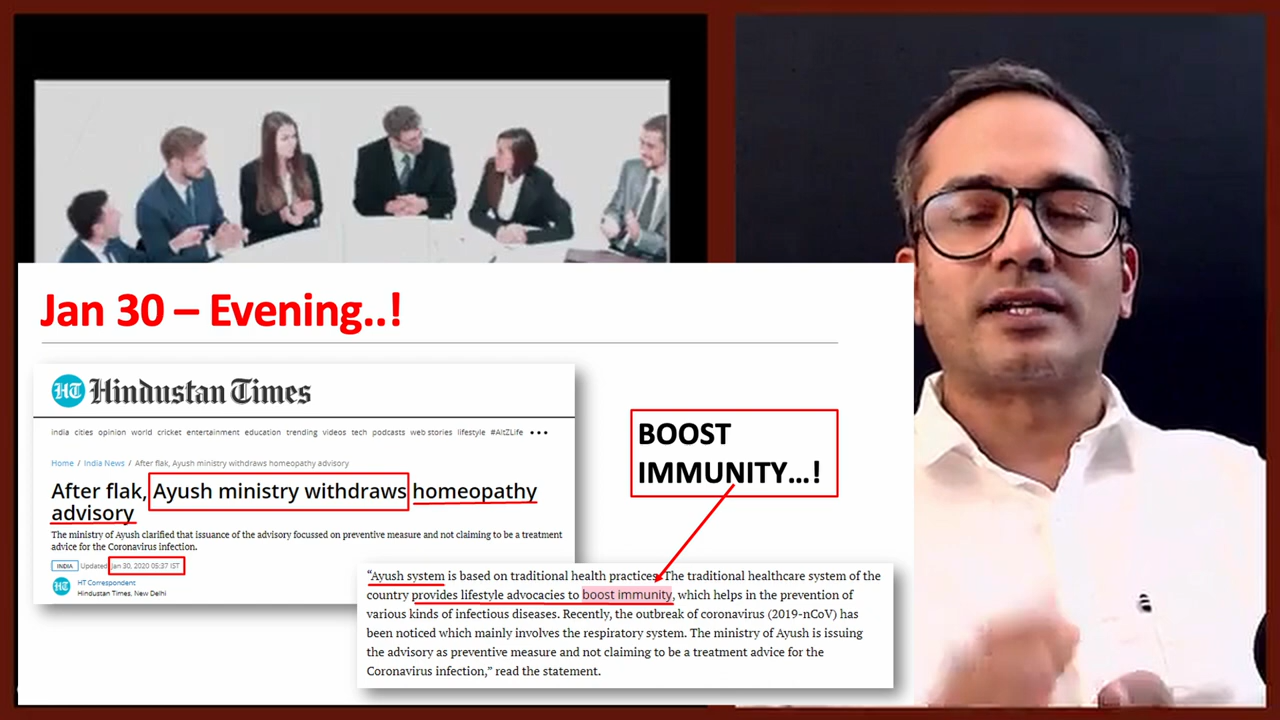 Jan 30 – Evening..!
HT Hindustan Times
india cities opinion world cricket entertainment education trending videos tech podcasts web stories lifestyle #AltZLife •••
Home / India News / After flak, Ayush ministry withdraws homeopathy advisory
After flak, Ayush ministry withdraws homeopathy
advisory
The ministry of Ayush clarified that issuance of the advisory focussed on preventive measure and not claiming to be a treatment
advice for the Coronavirus infection.
INDIA Updated: Jan 30, 2020 05:37 IST
HT HT Correspondent
Hindustan Times, New Delhi
BOOST
IMMUNITY...!
“Ayush system is based on traditional health practices. The traditional healthcare system of the
country provides lifestyle advocacies to boost immunity, which helps in the prevention of
various kinds of infectious diseases. Recently, the outbreak of coronavirus (2019-nCoV) has
been noticed which mainly involves the respiratory system. The ministry of Ayush is issuing
the advisory as preventive measure and not claiming to be a treatment advice for the
Coronavirus infection,” read the statement.